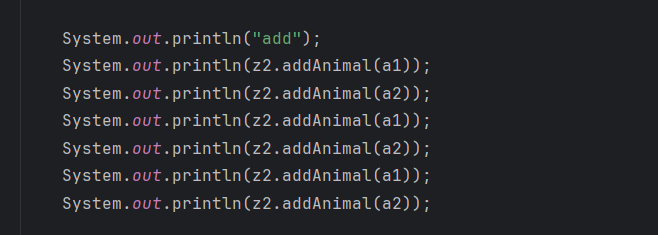 System.out.println("add");
System.out.println(z2.addAnimal(a1));
System.out.println(z2.addAnimal(a2));
System.out.println(z2.addAnimal(a1));
System.out.println(z2.addAnimal(a2));
System.out.println(z2.addAnimal(a1));
System.out.println(z2.addAnimal(a2));